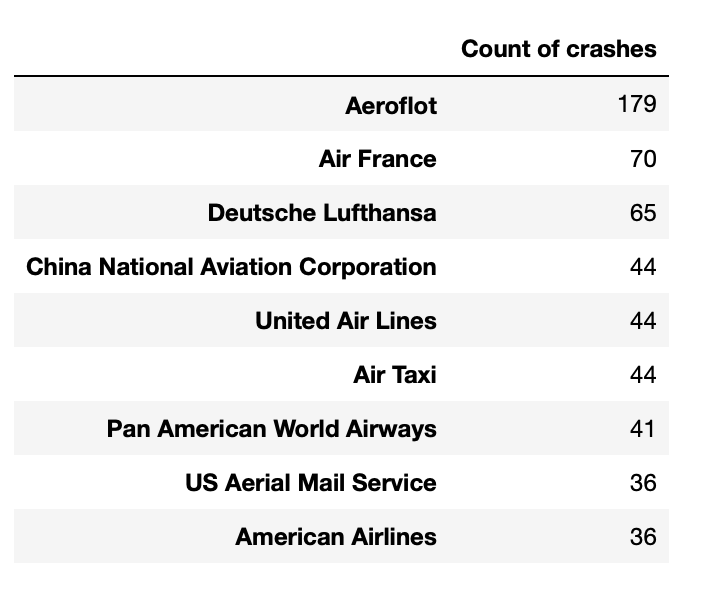 Count of crashes
Aeroflot 179
Air France 70
Deutsche Lufthansa 65
China National Aviation Corporation 44
United Air Lines 44
Air Taxi 44
Pan American World Airways 41
US Aerial Mail Service 36
American Airlines 36